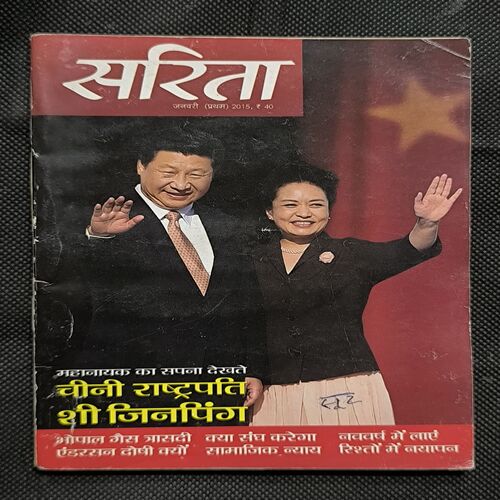 सरिता
जनवरी (प्रथम) 2015, ₹ 40
महानायक का सपना देखते
चीनी राष्ट्रपति
शी जिनपिंग
भोपाल गैस त्रासदी
एंडरसन दोषी क्यों
क्या संघ करेगा
सामाजिक न्याय
नववर्ष में लाएं
रिश्तों में नयापन